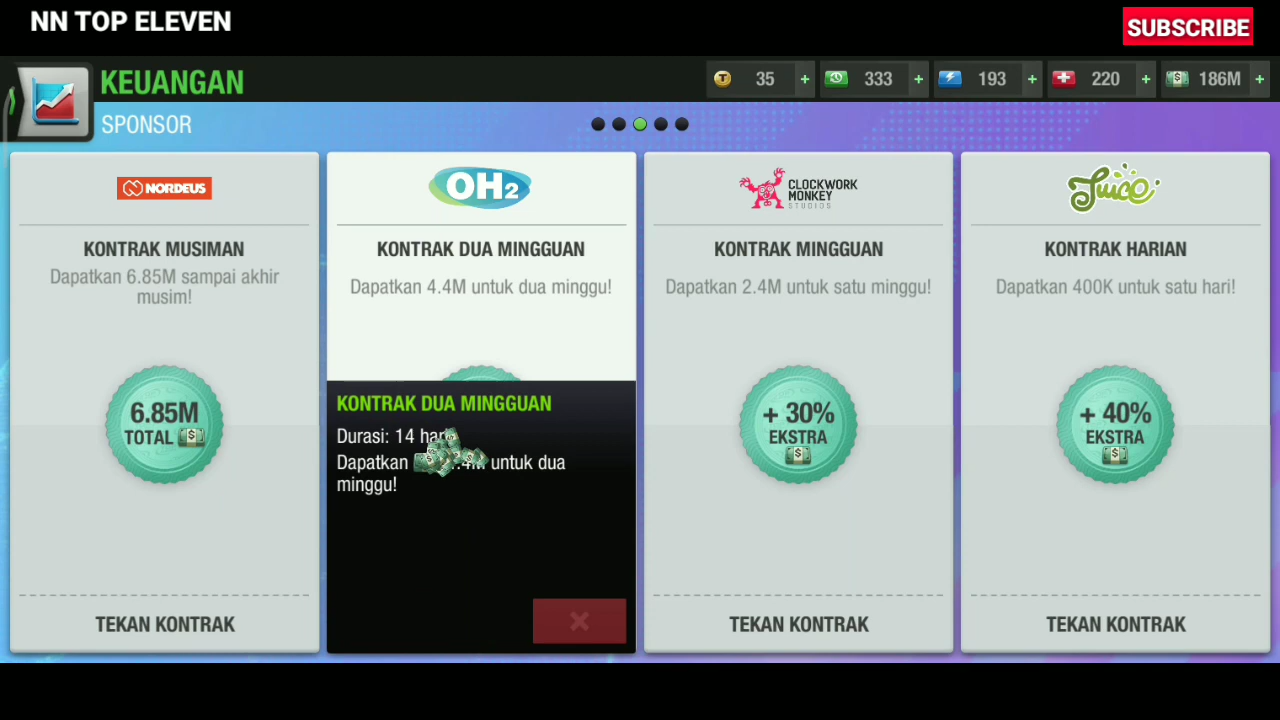 NN TOP ELEVEN
SUBSCRIBE
KEUANGAN
35 +
333 +
193 +
220 +
186M +
SPONSOR
NORDEUS
KONTRAK MUSIMAN
Dapatkan 6.85M sampai akhir
musim!
6.85M
TOTAL
TEKAN KONTRAK
OH2
KONTRAK DUA MINGGUAN
Dapatkan 4.4M untuk dua minggu!
KONTRAK DUA MINGGUAN
Durasi: 14 hari
Dapatkan untuk dua
minggu!
CLOCKWORK
MONKEY
STUDIOS
KONTRAK MINGGUAN
Dapatkan 2.4M untuk satu minggu!
+ 30%
EKSTRA
TEKAN KONTRAK
Juice
KONTRAK HARIAN
Dapatkan 400K untuk satu hari!
+ 40%
EKSTRA
TEKAN KONTRAK